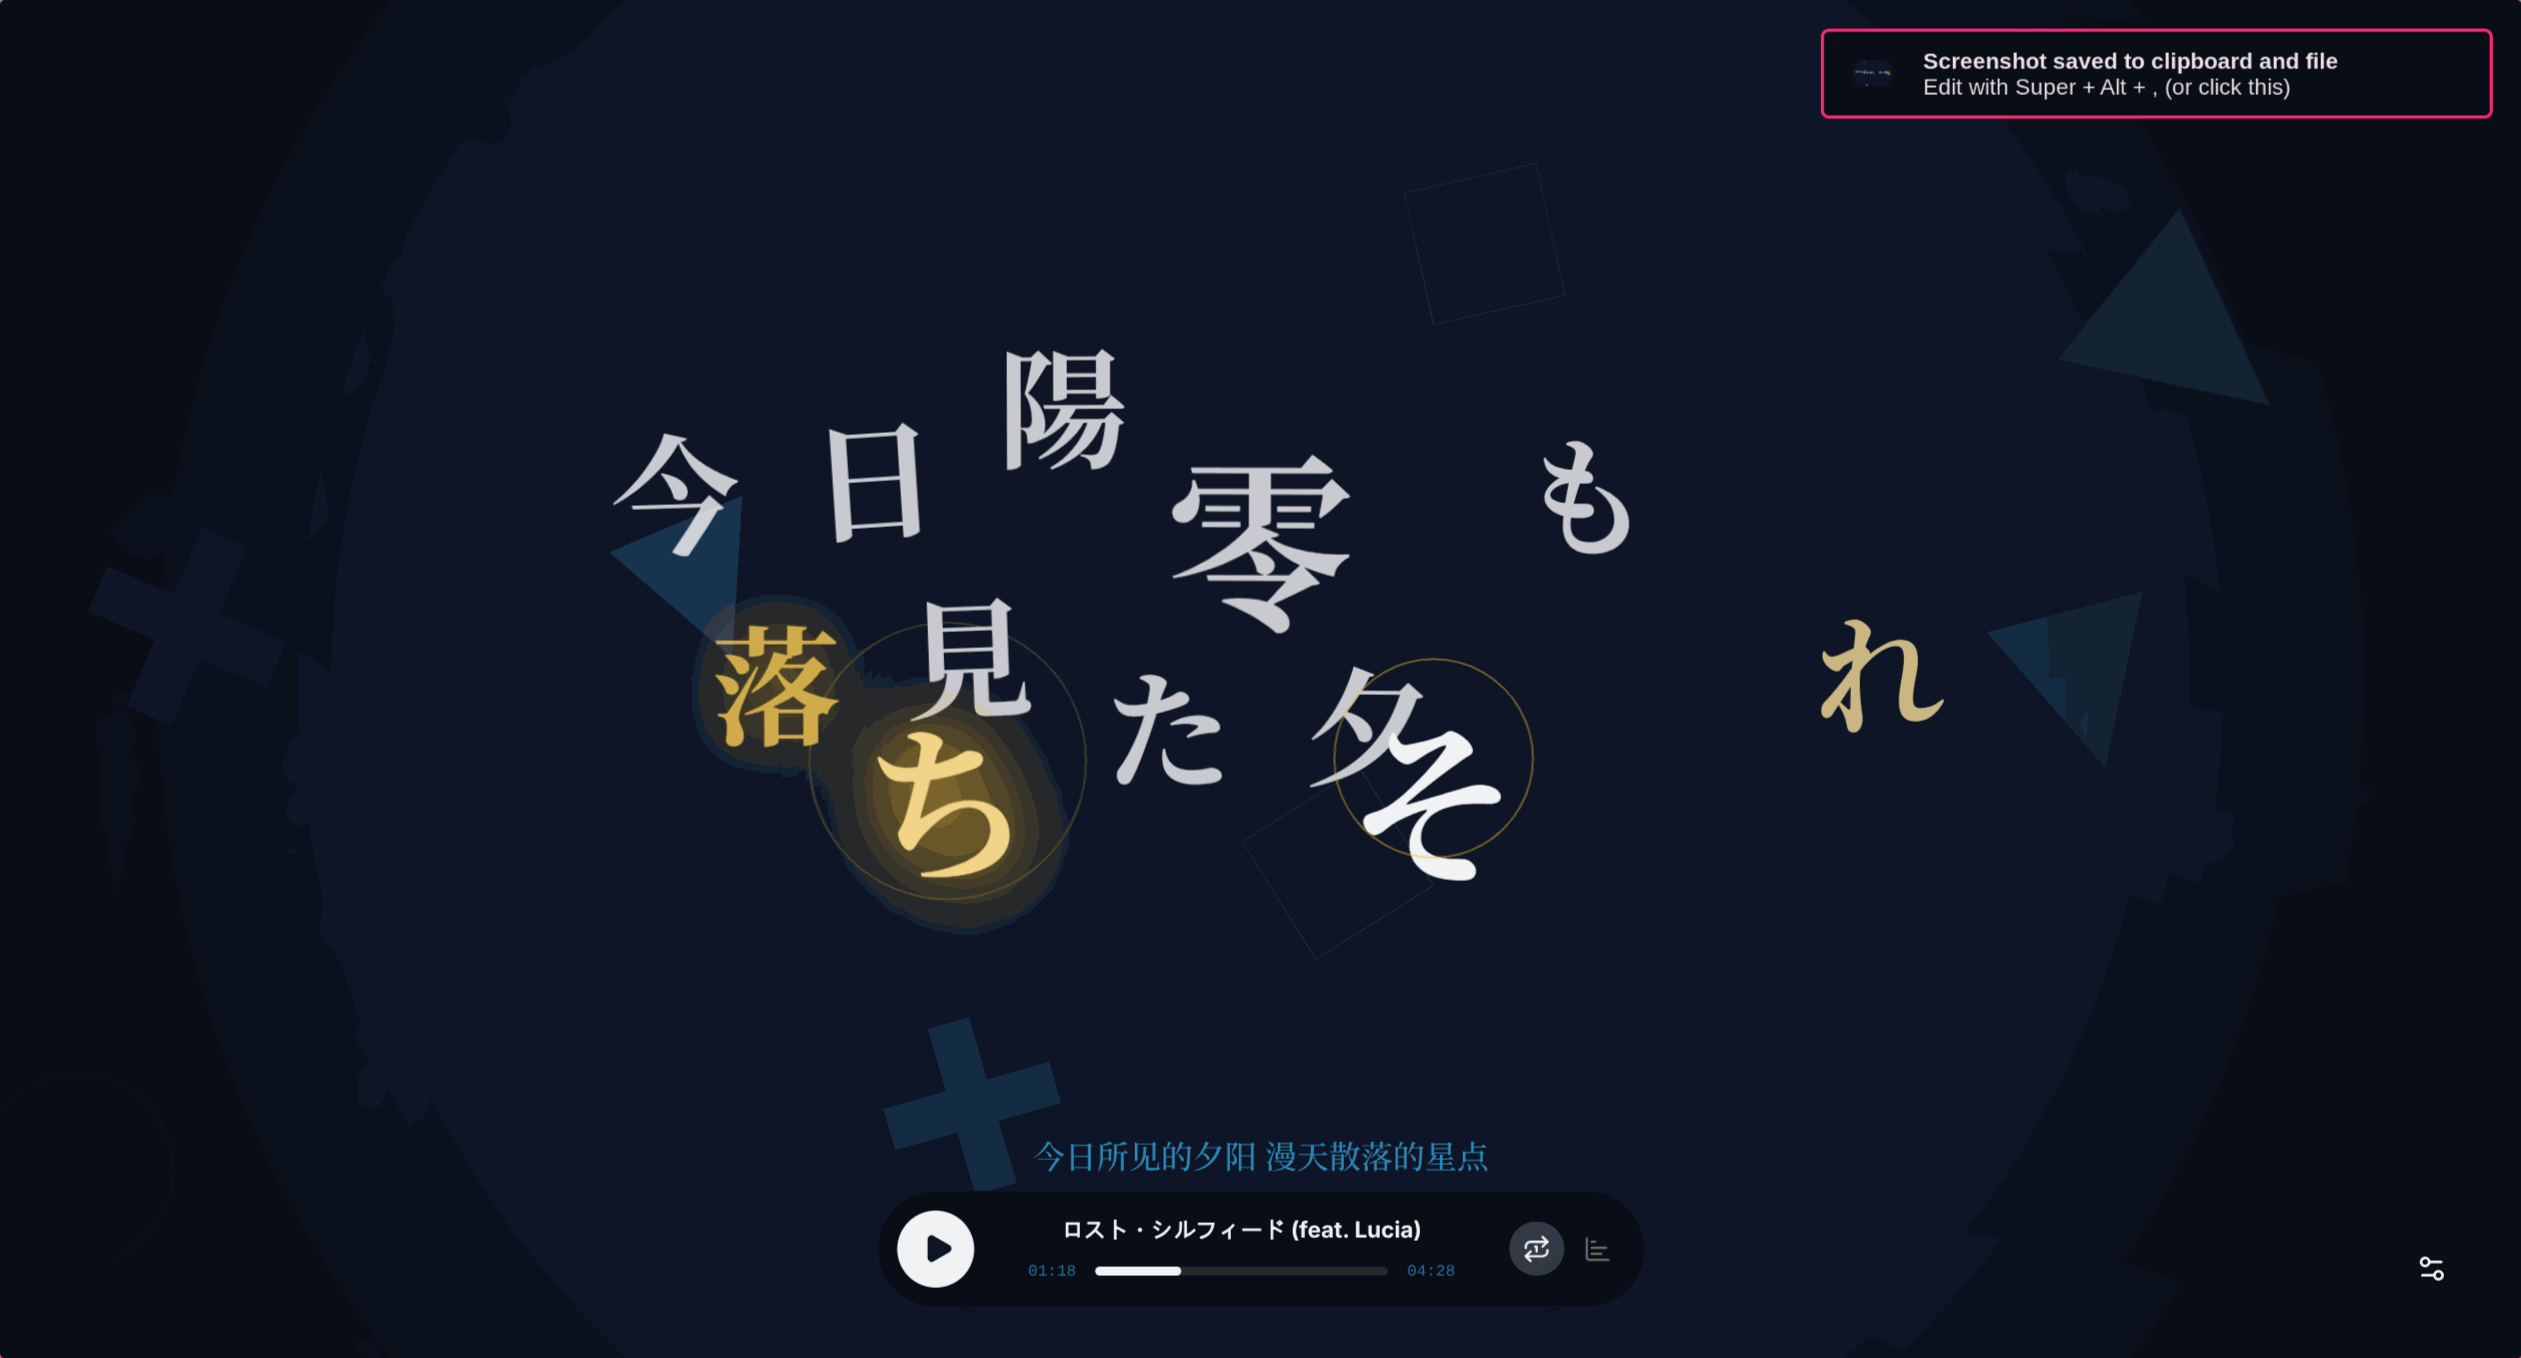 Screenshot saved to clipboard and file
Edit with Super + Alt + , (or click this)
今日見た夕陽
零れ落ちそ
も
今日所见的夕阳 漫天散落的星点
ロスト・シルフィード (feat. Lucia)
01:18
04:28